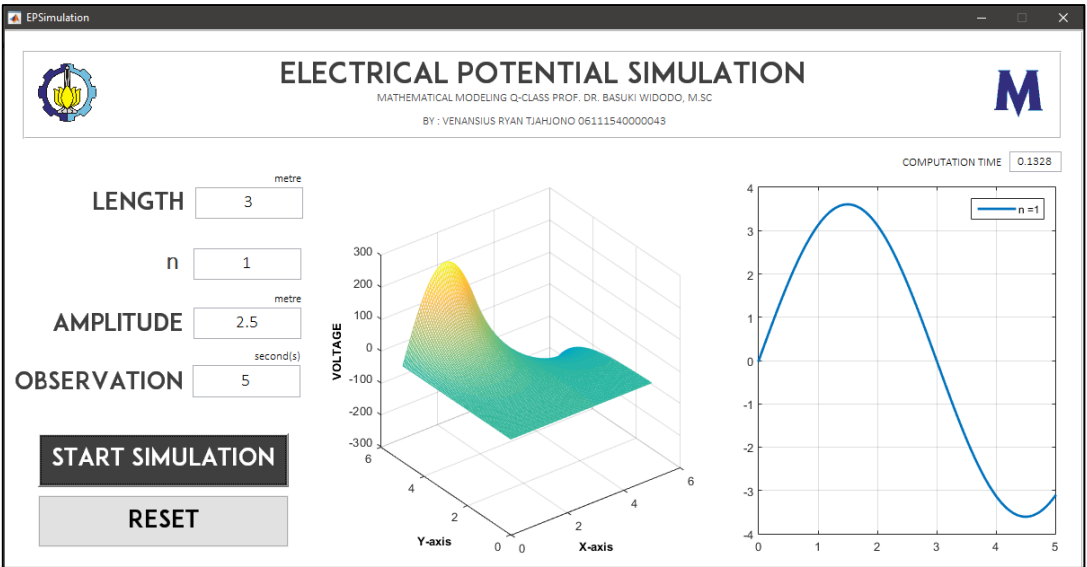 EPSimulation
ELECTRICAL POTENTIAL SIMULATION
MATHEMATICAL MODELING Q-CLASS PROF. DR. BASUKI WIDODO, M.SC
BY : VENANSIUS RYAN TJAHJONO 06111540000043
M
COMPUTATION TIME 0.1328
metre
LENGTH 3
n 1
metre
AMPLITUDE 2.5
second(s)
OBSERVATION 5
START SIMULATION
RESET
300
200
100
0
-100
-200
-300
VOLTAGE
6
4
2
0
Y-axis
0
2
4
6
X-axis
n =1
4
3
2
1
0
-1
-2
-3
-4
0 1 2 3 4 5